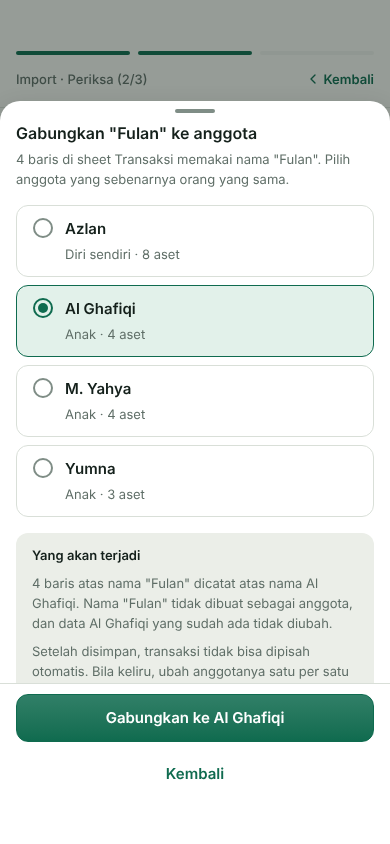 Import · Periksa (2/3)
Kembali
Gabungkan "Fulan" ke anggota
4 baris di sheet Transaksi memakai nama "Fulan". Pilih
anggota yang sebenarnya orang yang sama.
Azlan
Diri sendiri · 8 aset
Al Ghafiqi
Anak · 4 aset
M. Yahya
Anak · 4 aset
Yumna
Anak · 3 aset
Yang akan terjadi
4 baris atas nama "Fulan" dicatat atas nama Al
Ghafiqi. Nama "Fulan" tidak dibuat sebagai anggota,
dan data Al Ghafiqi yang sudah ada tidak diubah.
Setelah disimpan, transaksi tidak bisa dipisah
otomatis. Bila keliru, ubah anggotanya satu per satu
Gabungkan ke Al Ghafiqi
Kembali